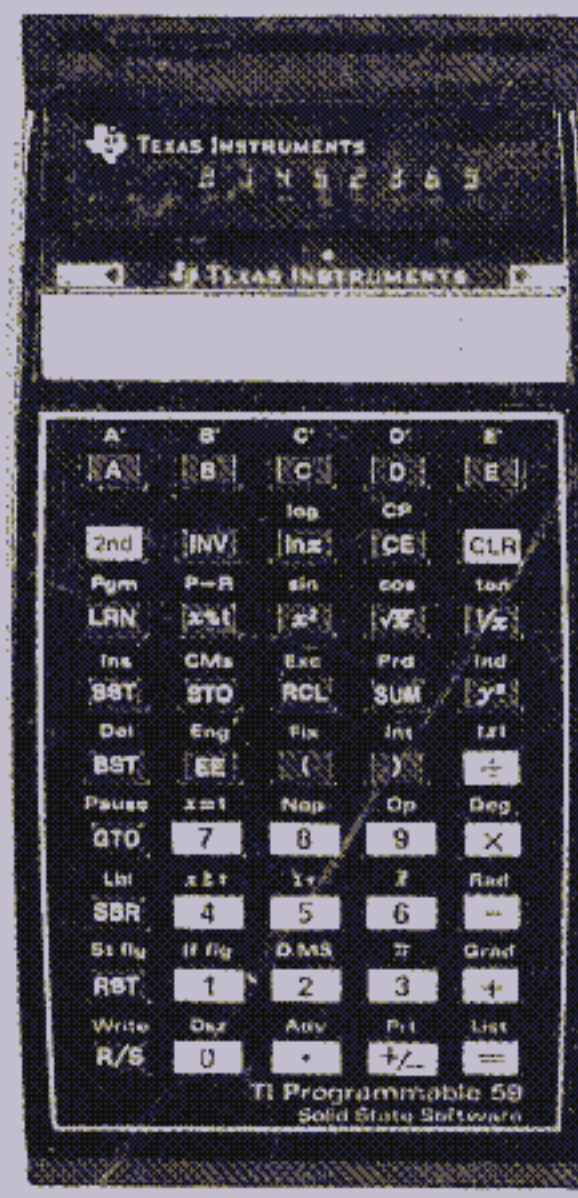 TEXAS INSTRUMENTS
TEXAS INSTRUMENTS
A' B' C' D' E'
A B C D E
log CP
2nd INV lnx CE CLR
Pgm P→R sin cos tan
LRN x⇄t x² √x 1/x
Ins CMs Exc Prd Ind
SST STO RCL SUM yˣ
Del Eng Fix Int |x|
BST EE ( ) ÷
Pause x=t Nop Op Deg
GTO 7 8 9 ×
Lbl x≥t Σ+ x̄ Rad
SBR 4 5 6 −
St flg If flg D.MS π Grad
RST 1 2 3 +
Write Dsz Adv Prt List
R/S 0 . +/− =
TI Programmable 59
Solid State Software